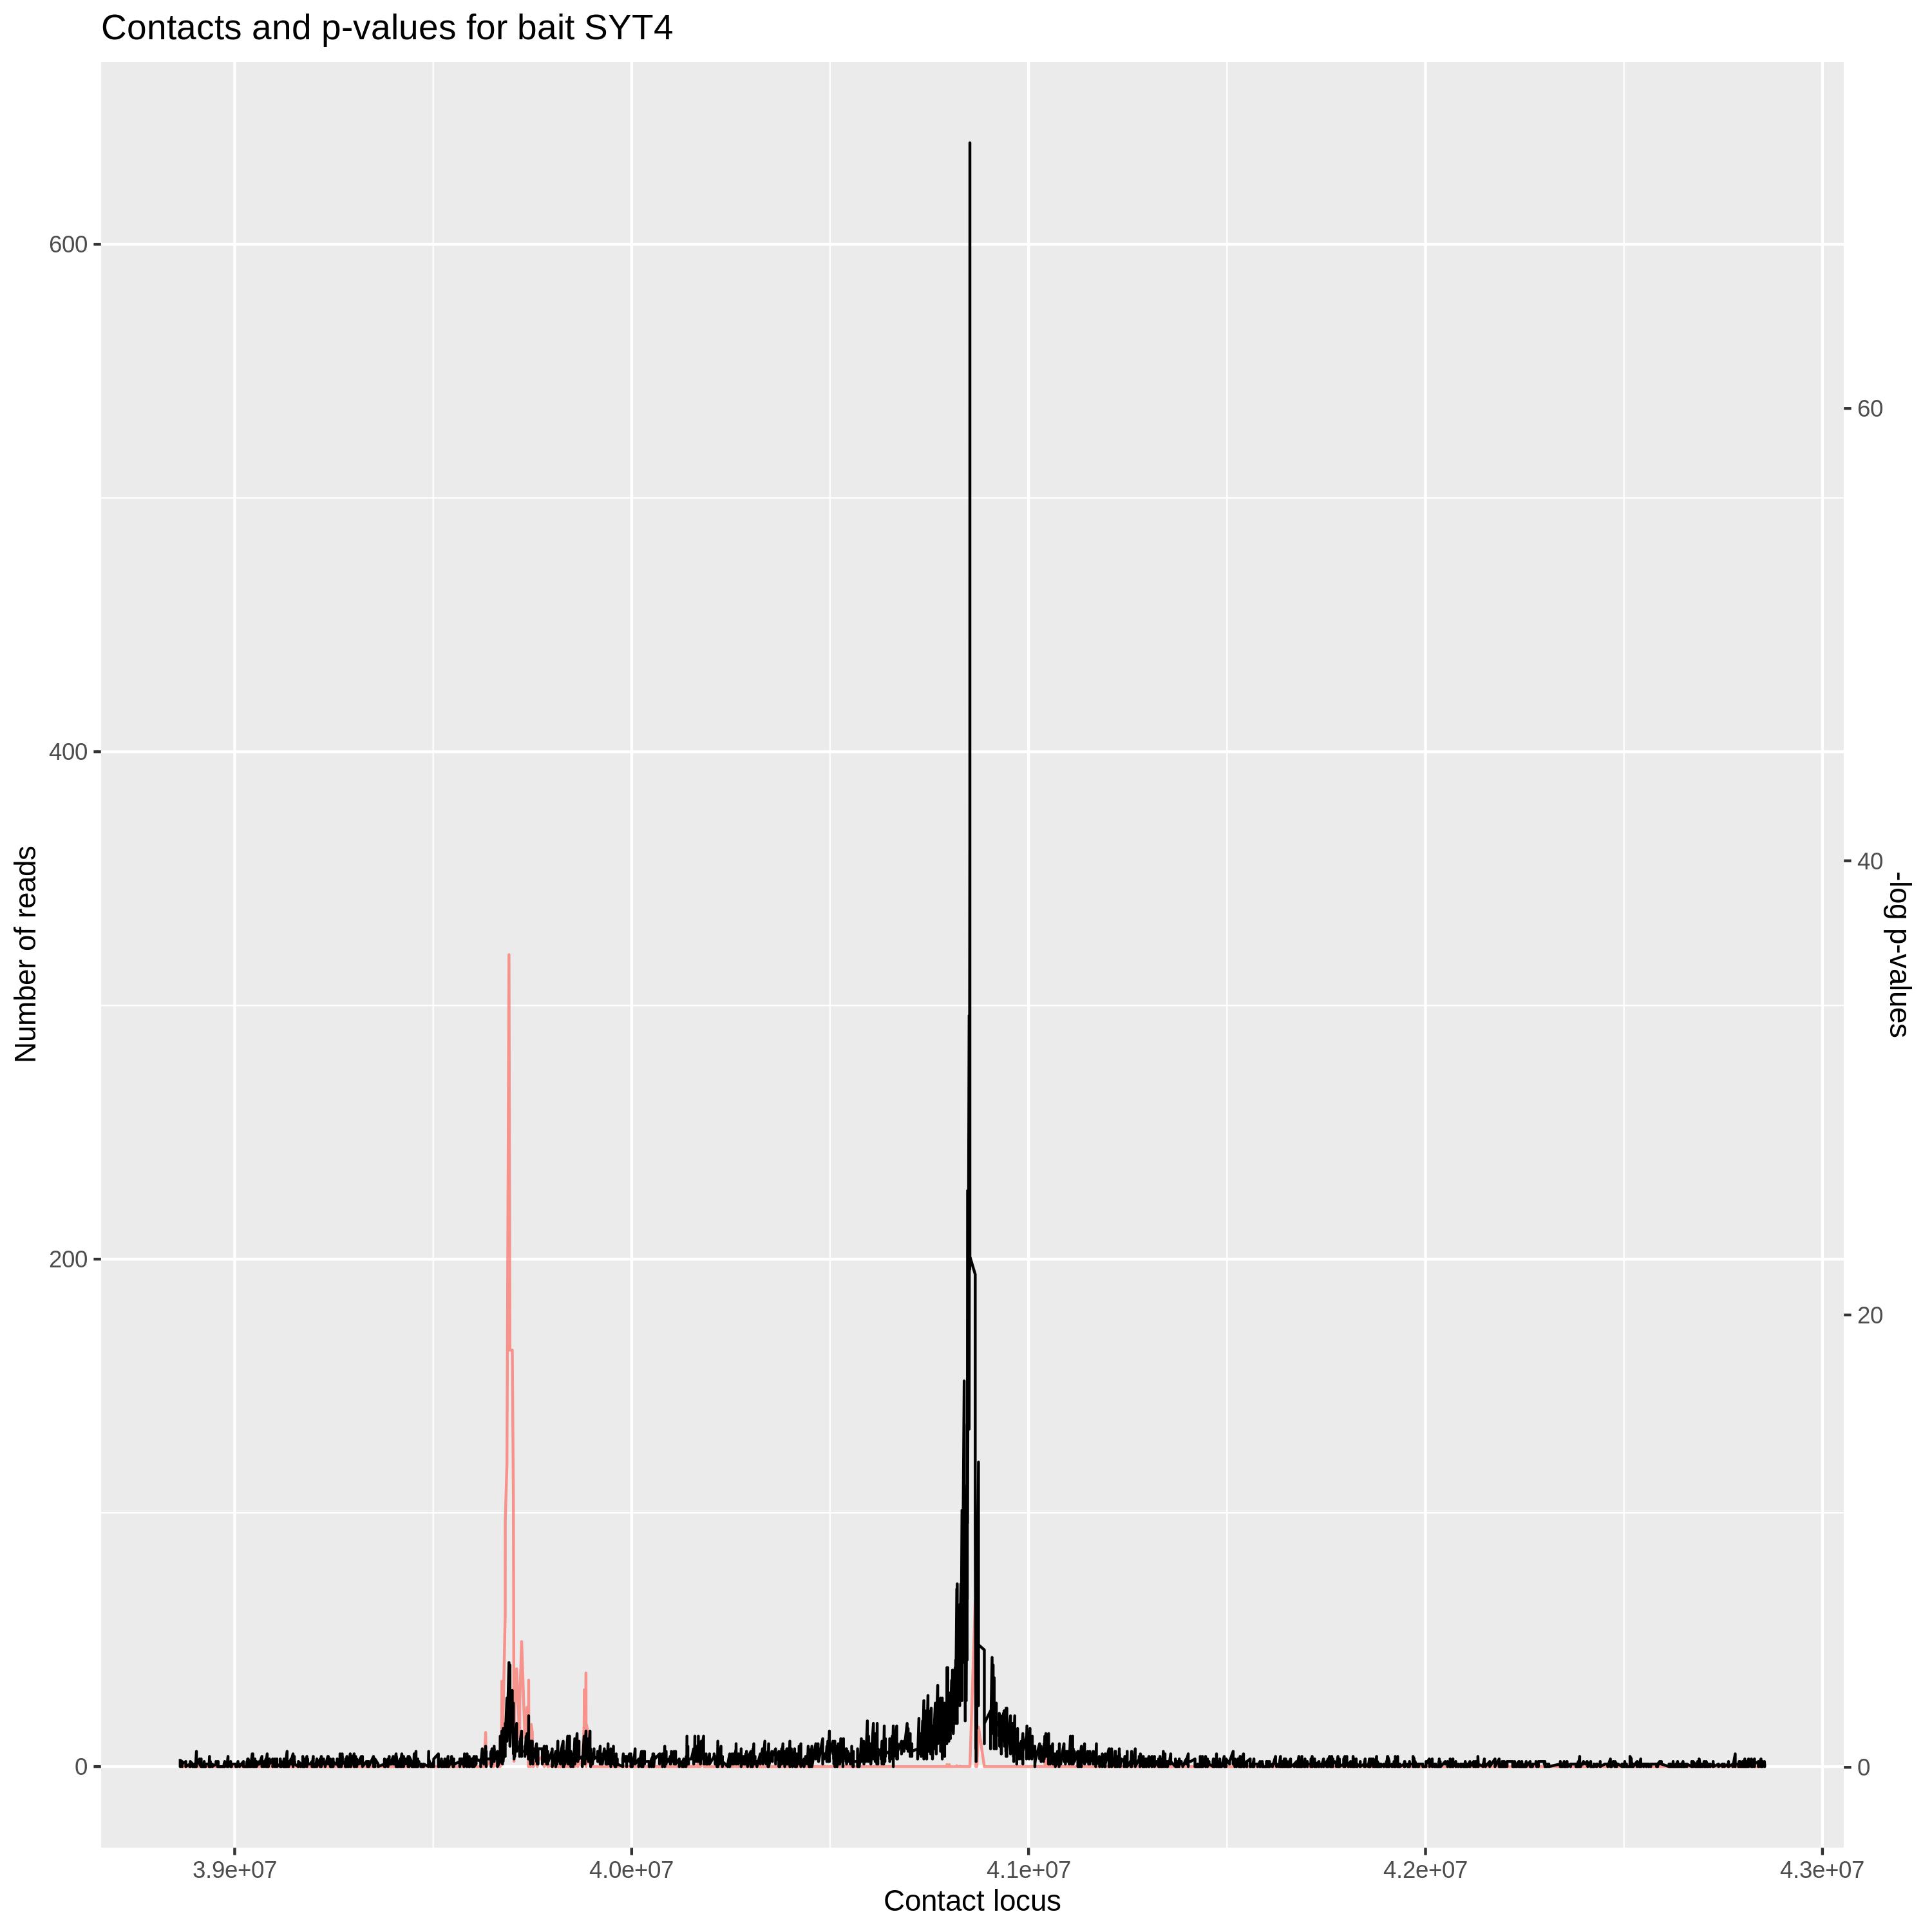 Contacts and p-values for bait SYT4
600
400
200
0
Number of reads
60
40
20
0
-log p-values
3.9e+07
4.0e+07
4.1e+07
4.2e+07
4.3e+07
Contact locus